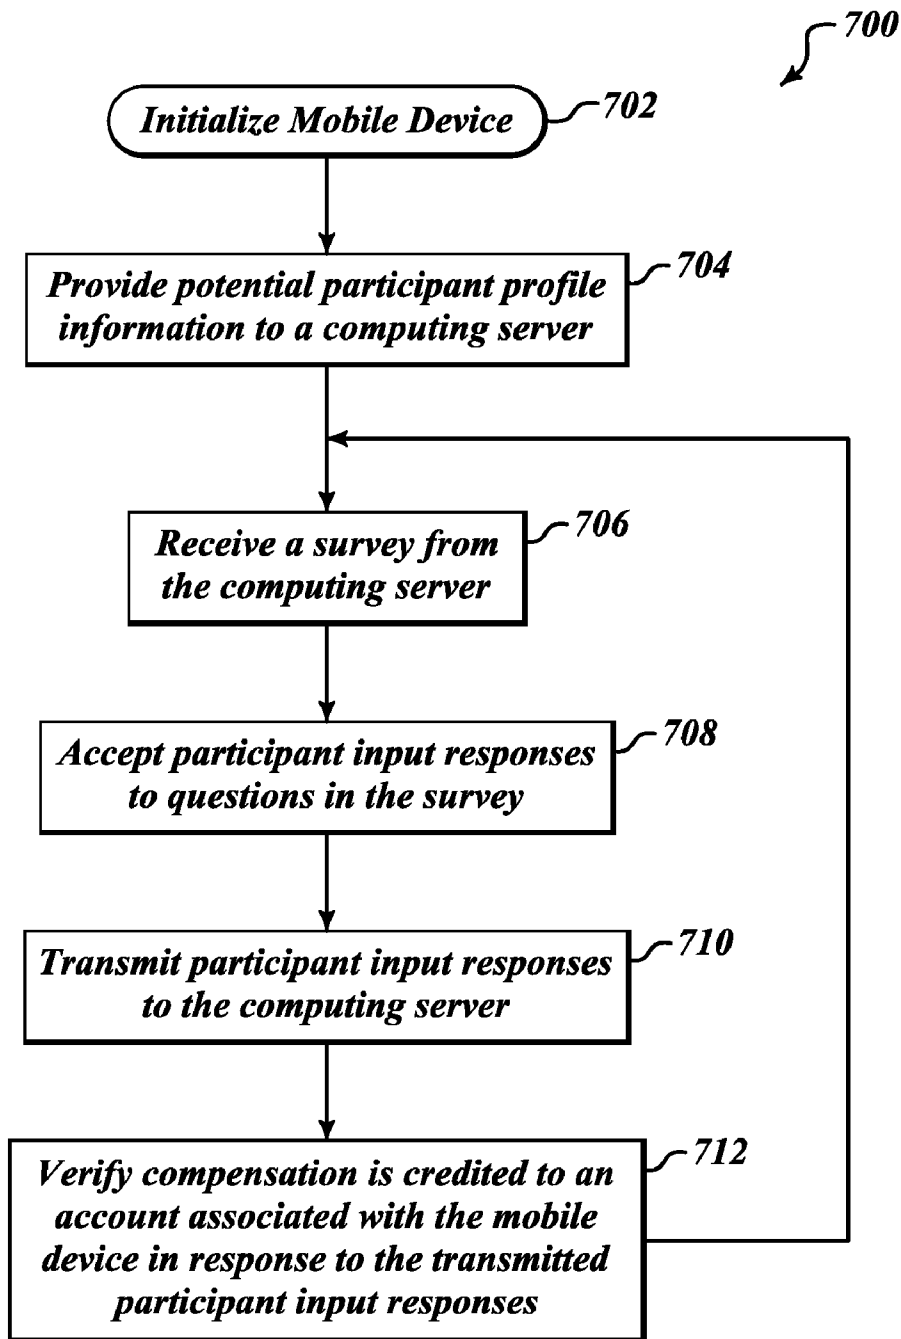 700
Initialize Mobile Device
702
Provide potential participant profile
information to a computing server
704
Receive a survey from
the computing server
706
Accept participant input responses
to questions in the survey
708
Transmit participant input responses
to the computing server
710
Verify compensation is credited to an
account associated with the mobile
device in response to the transmitted
participant input responses
712